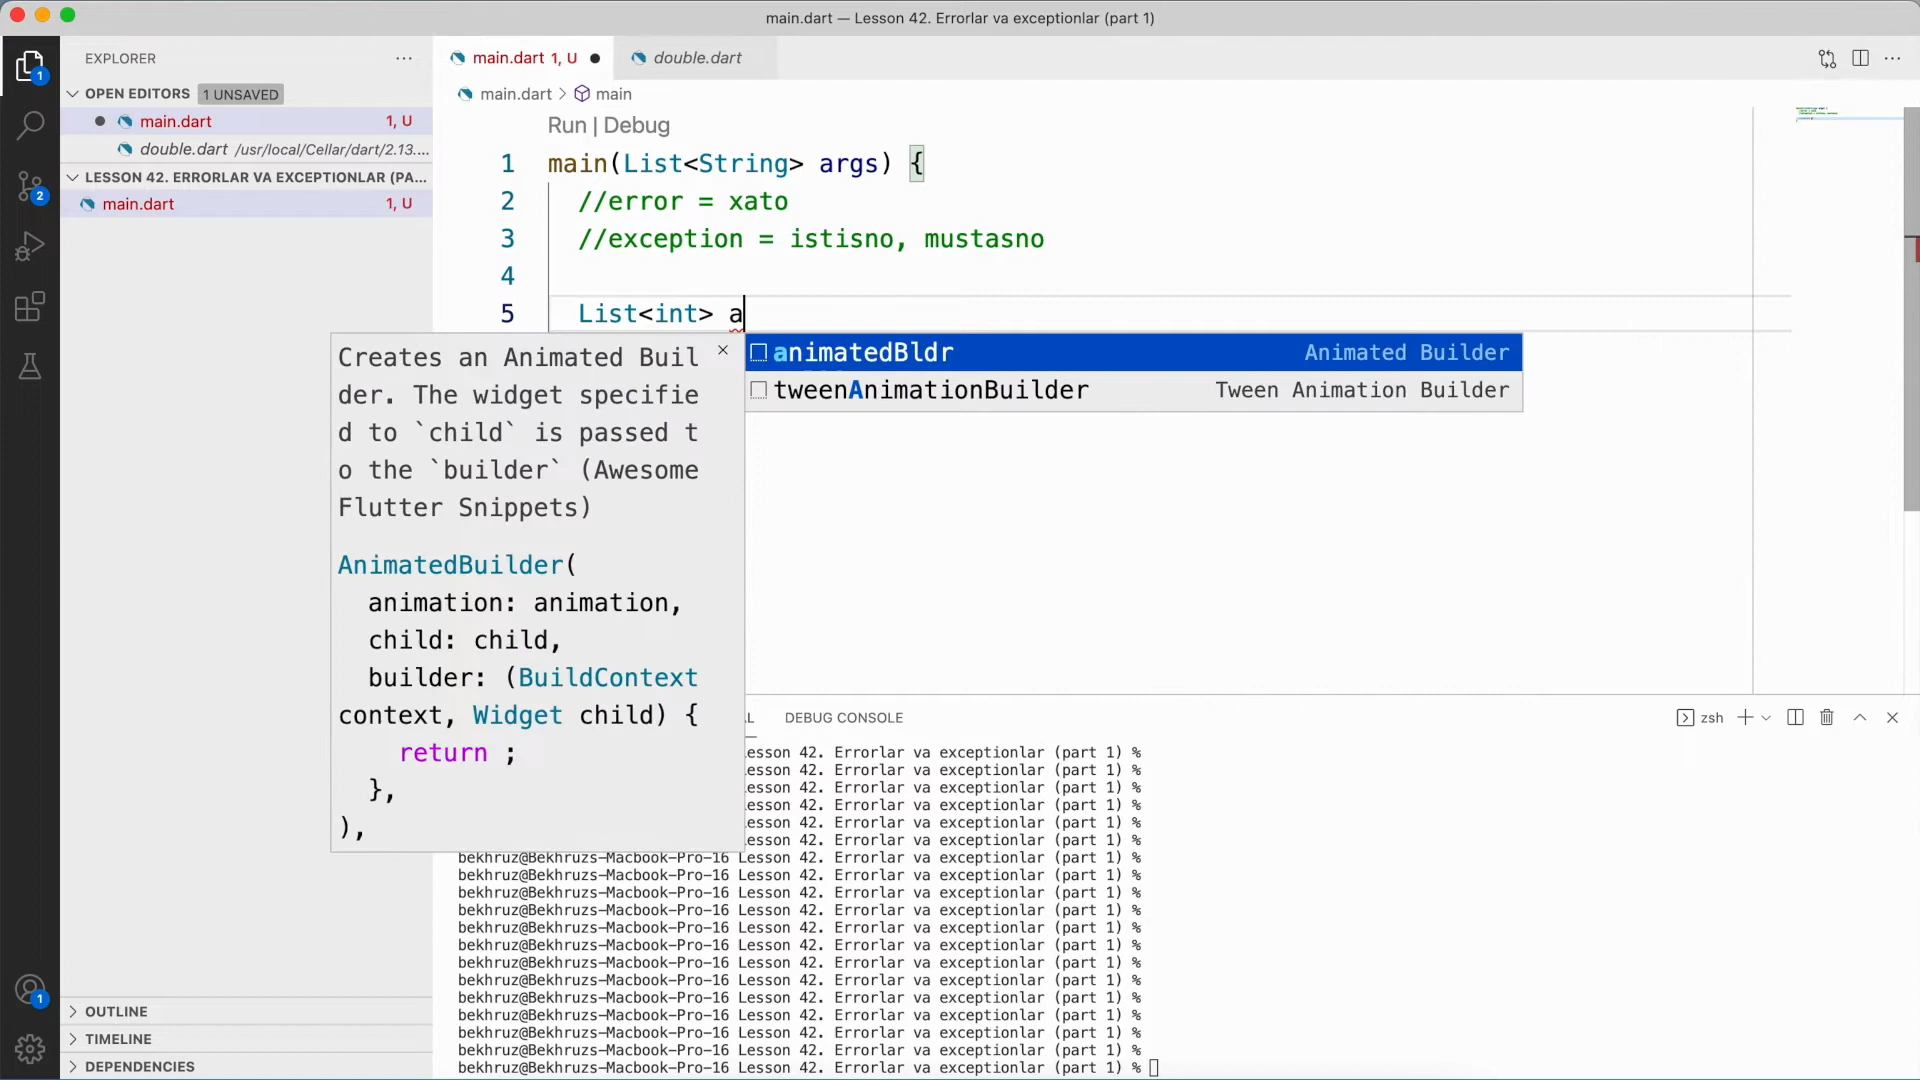 main.dart — Lesson 42. Errorlar va exceptionlar (part 1)
EXPLORER
OPEN EDITORS 1 UNSAVED
main.dart 1, U
double.dart /usr/local/Cellar/dart/2.13....
LESSON 42. ERRORLAR VA EXCEPTIONLAR (PA...
main.dart 1, U
OUTLINE
TIMELINE
DEPENDENCIES
1
2
1
main.dart 1, U double.dart
main.dart > main
Run | Debug
1 main(List<String> args) {
2 //error = xato
3 //exception = istisno, mustasno
4
5 List<int> a
animatedBldr Animated Builder
tweenAnimationBuilder Tween Animation Builder
Creates an Animated Buil
der. The widget specifie
d to `child` is passed t
o the `builder` (Awesome
Flutter Snippets)
AnimatedBuilder(
animation: animation,
child: child,
builder: (BuildContext
context, Widget child) {
return ;
},
),
L DEBUG CONSOLE zsh
esson 42. Errorlar va exceptionlar (part 1) %
esson 42. Errorlar va exceptionlar (part 1) %
esson 42. Errorlar va exceptionlar (part 1) %
esson 42. Errorlar va exceptionlar (part 1) %
esson 42. Errorlar va exceptionlar (part 1) %
esson 42. Errorlar va exceptionlar (part 1) %
bekhruz@Bekhruzs-Macbook-Pro-16 Lesson 42. Errorlar va exceptionlar (part 1) %
bekhruz@Bekhruzs-Macbook-Pro-16 Lesson 42. Errorlar va exceptionlar (part 1) %
bekhruz@Bekhruzs-Macbook-Pro-16 Lesson 42. Errorlar va exceptionlar (part 1) %
bekhruz@Bekhruzs-Macbook-Pro-16 Lesson 42. Errorlar va exceptionlar (part 1) %
bekhruz@Bekhruzs-Macbook-Pro-16 Lesson 42. Errorlar va exceptionlar (part 1) %
bekhruz@Bekhruzs-Macbook-Pro-16 Lesson 42. Errorlar va exceptionlar (part 1) %
bekhruz@Bekhruzs-Macbook-Pro-16 Lesson 42. Errorlar va exceptionlar (part 1) %
bekhruz@Bekhruzs-Macbook-Pro-16 Lesson 42. Errorlar va exceptionlar (part 1) %
bekhruz@Bekhruzs-Macbook-Pro-16 Lesson 42. Errorlar va exceptionlar (part 1) %
bekhruz@Bekhruzs-Macbook-Pro-16 Lesson 42. Errorlar va exceptionlar (part 1) %
bekhruz@Bekhruzs-Macbook-Pro-16 Lesson 42. Errorlar va exceptionlar (part 1) %
bekhruz@Bekhruzs-Macbook-Pro-16 Lesson 42. Errorlar va exceptionlar (part 1) %
bekhruz@Bekhruzs-Macbook-Pro-16 Lesson 42. Errorlar va exceptionlar (part 1) %